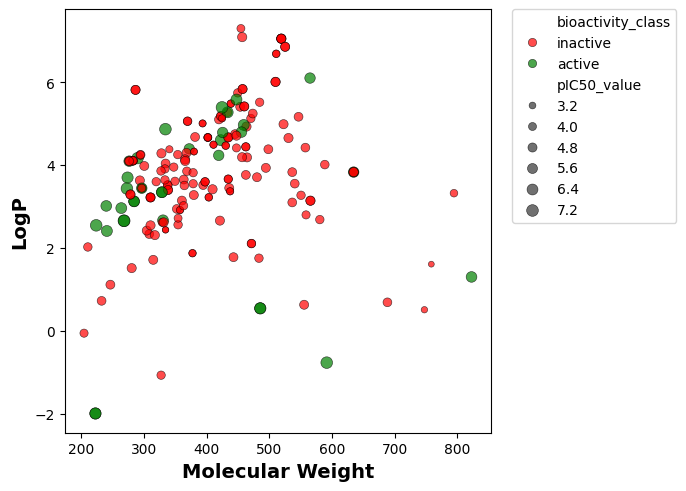 bioactivity_class
inactive
active
pIC50_value
3.2
4.0
4.8
5.6
6.4
7.2
6
4
2
0
−2
LogP
200 300 400 500 600 700 800
Molecular Weight